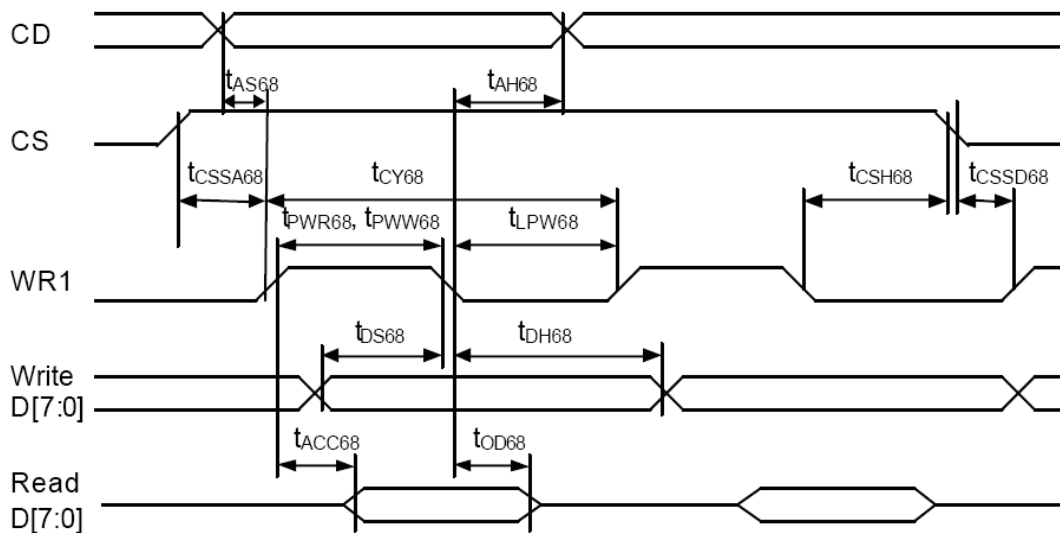 CD
tAS68
tAH68
CS
tCSSA68
tCY68
tCSH68
tCSSD68
tPWR68, tPWW68
tLPW68
WR1
tDS68
tDH68
Write
D[7:0]
tACC68
tOD68
Read
D[7:0]